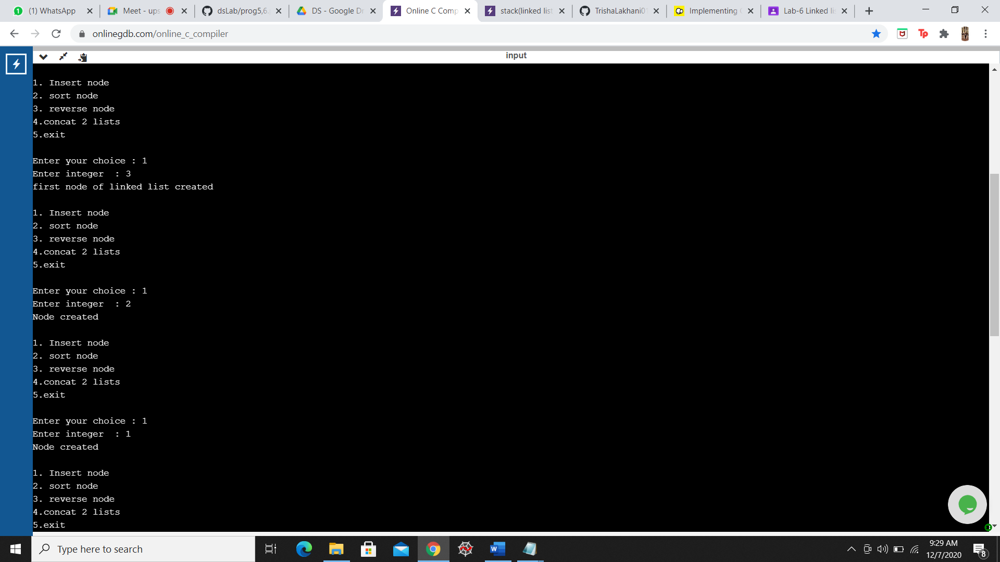 (1) WhatsApp
Meet - ups
dsLab/prog5,6.
DS - Google Dr
Online C Comp
stack(linked list
TrishaLakhani0
Implementing
Lab-6 Linked li
onlinegdb.com/online_c_compiler
Tp
input
1. Insert node
2. sort node
3. reverse node
4.concat 2 lists
5.exit
Enter your choice : 1
Enter integer  : 3
first node of linked list created
1. Insert node
2. sort node
3. reverse node
4.concat 2 lists
5.exit
Enter your choice : 1
Enter integer  : 2
Node created
1. Insert node
2. sort node
3. reverse node
4.concat 2 lists
5.exit
Enter your choice : 1
Enter integer  : 1
Node created
1. Insert node
2. sort node
3. reverse node
4.concat 2 lists
5.exit
Type here to search
W
9:29 AM
12/7/2020
8